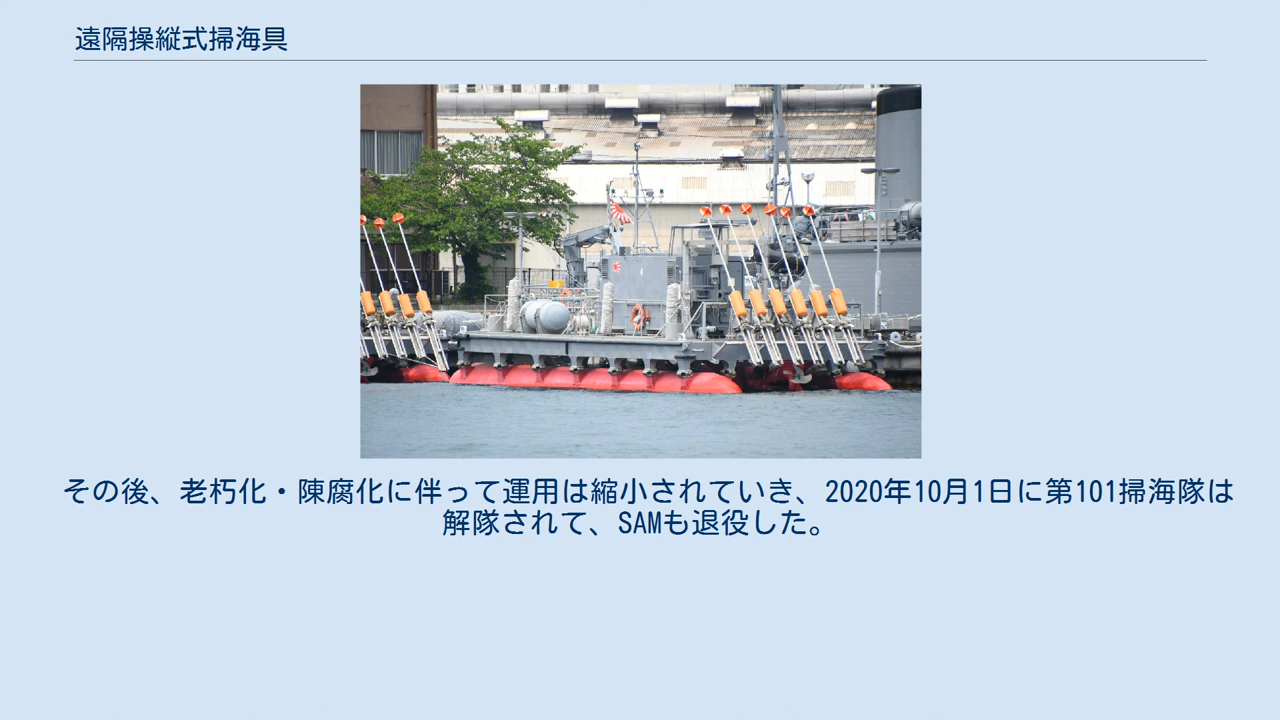 遠隔操縦式掃海具
その後、老朽化・陳腐化に伴って運用は縮小されていき、2020年10月1日に第101掃海隊は
解隊されて、SAMも退役した。